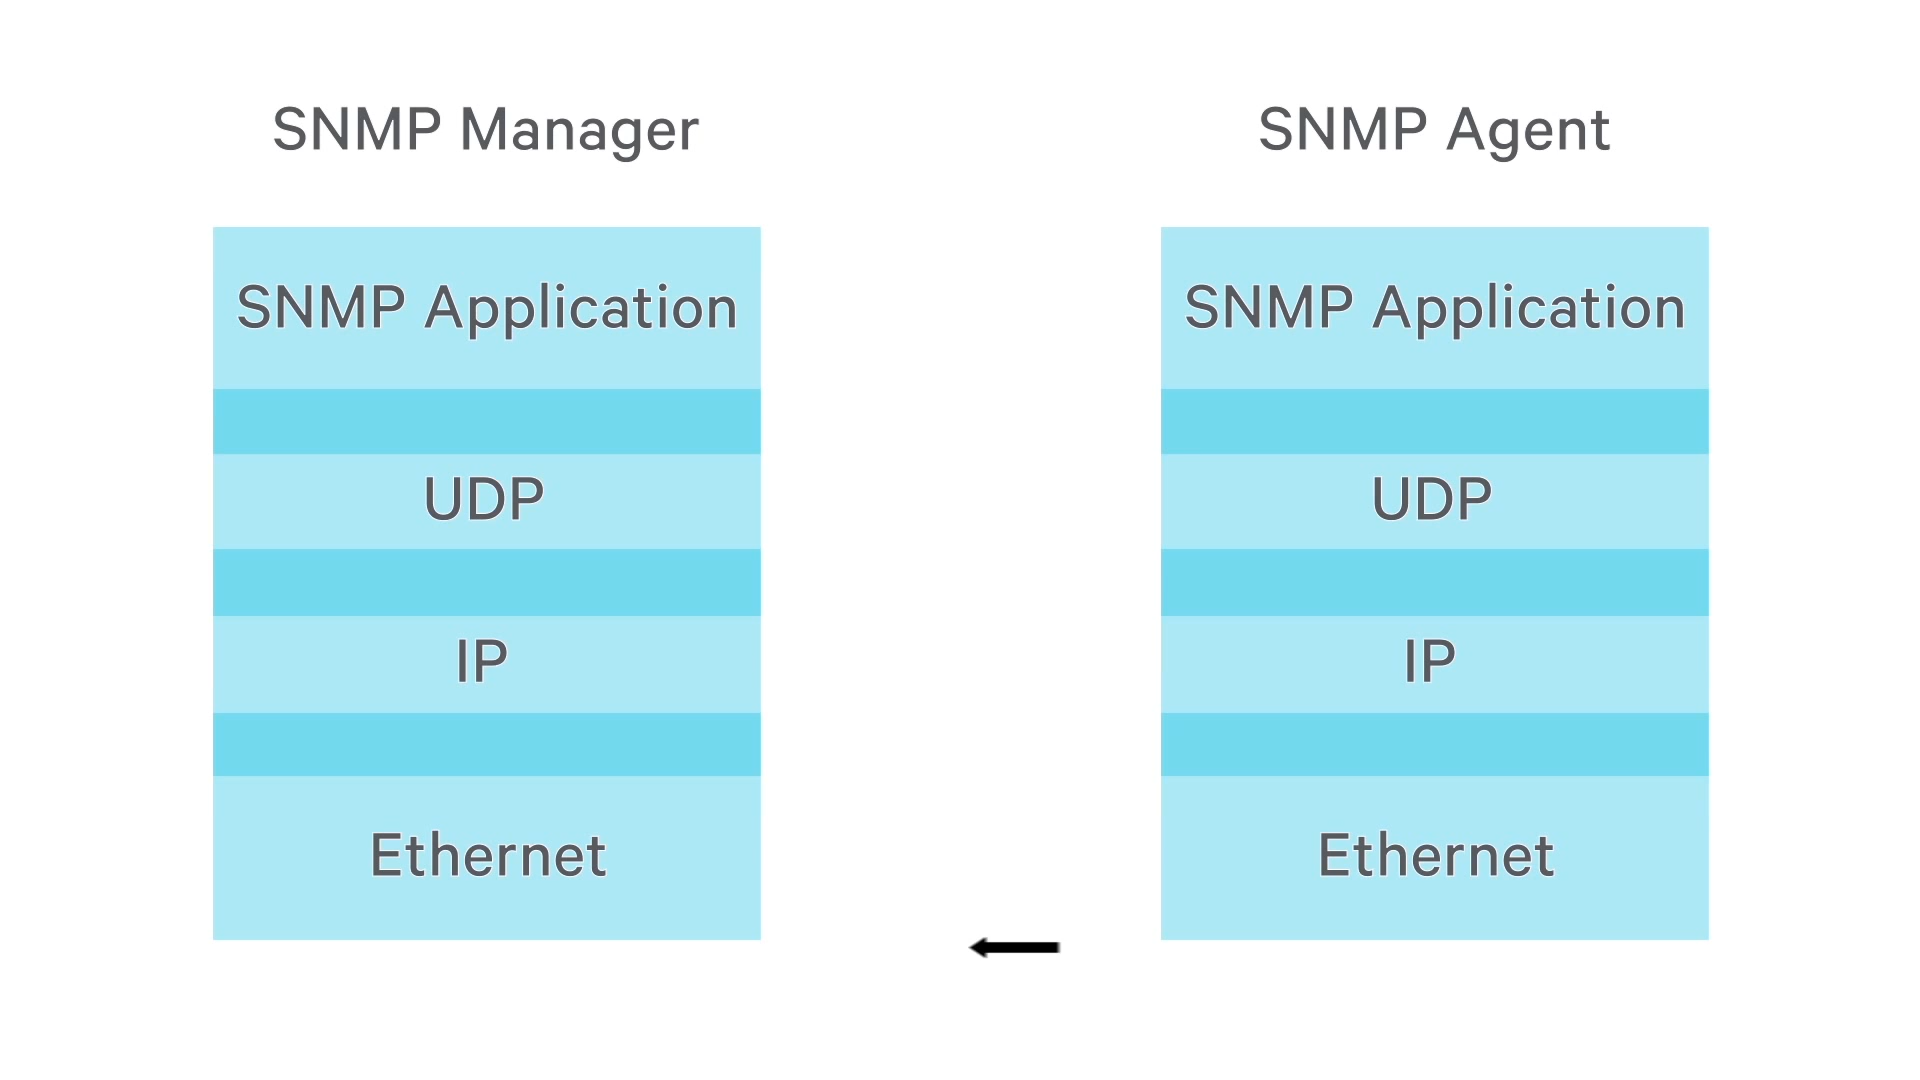 SNMP Manager
SNMP Application
UDP
IP
Ethernet
SNMP Agent
SNMP Application
UDP
IP
Ethernet